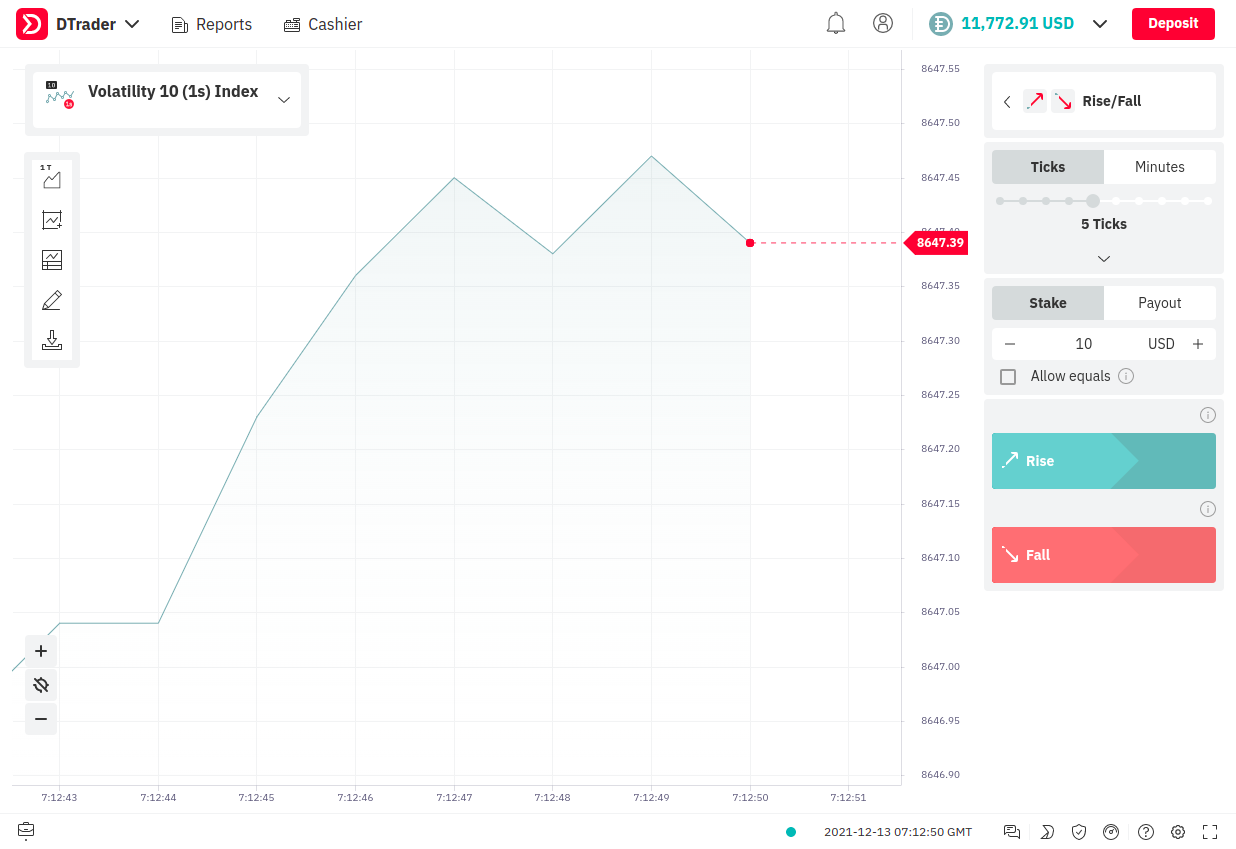 DTrader
Reports
Cashier
11,772.91 USD
Deposit
10
1s
Volatility 10 (1s) Index
1 T
8647.55
8647.50
8647.45
8647.40
8647.39
8647.35
8647.30
8647.25
8647.20
8647.15
8647.10
8647.05
8647.00
8646.95
8646.90
7:12:43 7:12:44 7:12:45 7:12:46 7:12:47 7:12:48 7:12:49 7:12:50 7:12:51
Rise/Fall
Ticks Minutes
5 Ticks
Stake Payout
− 10 USD +
Allow equals
Rise
Fall
+
−
2021-12-13 07:12:50 GMT